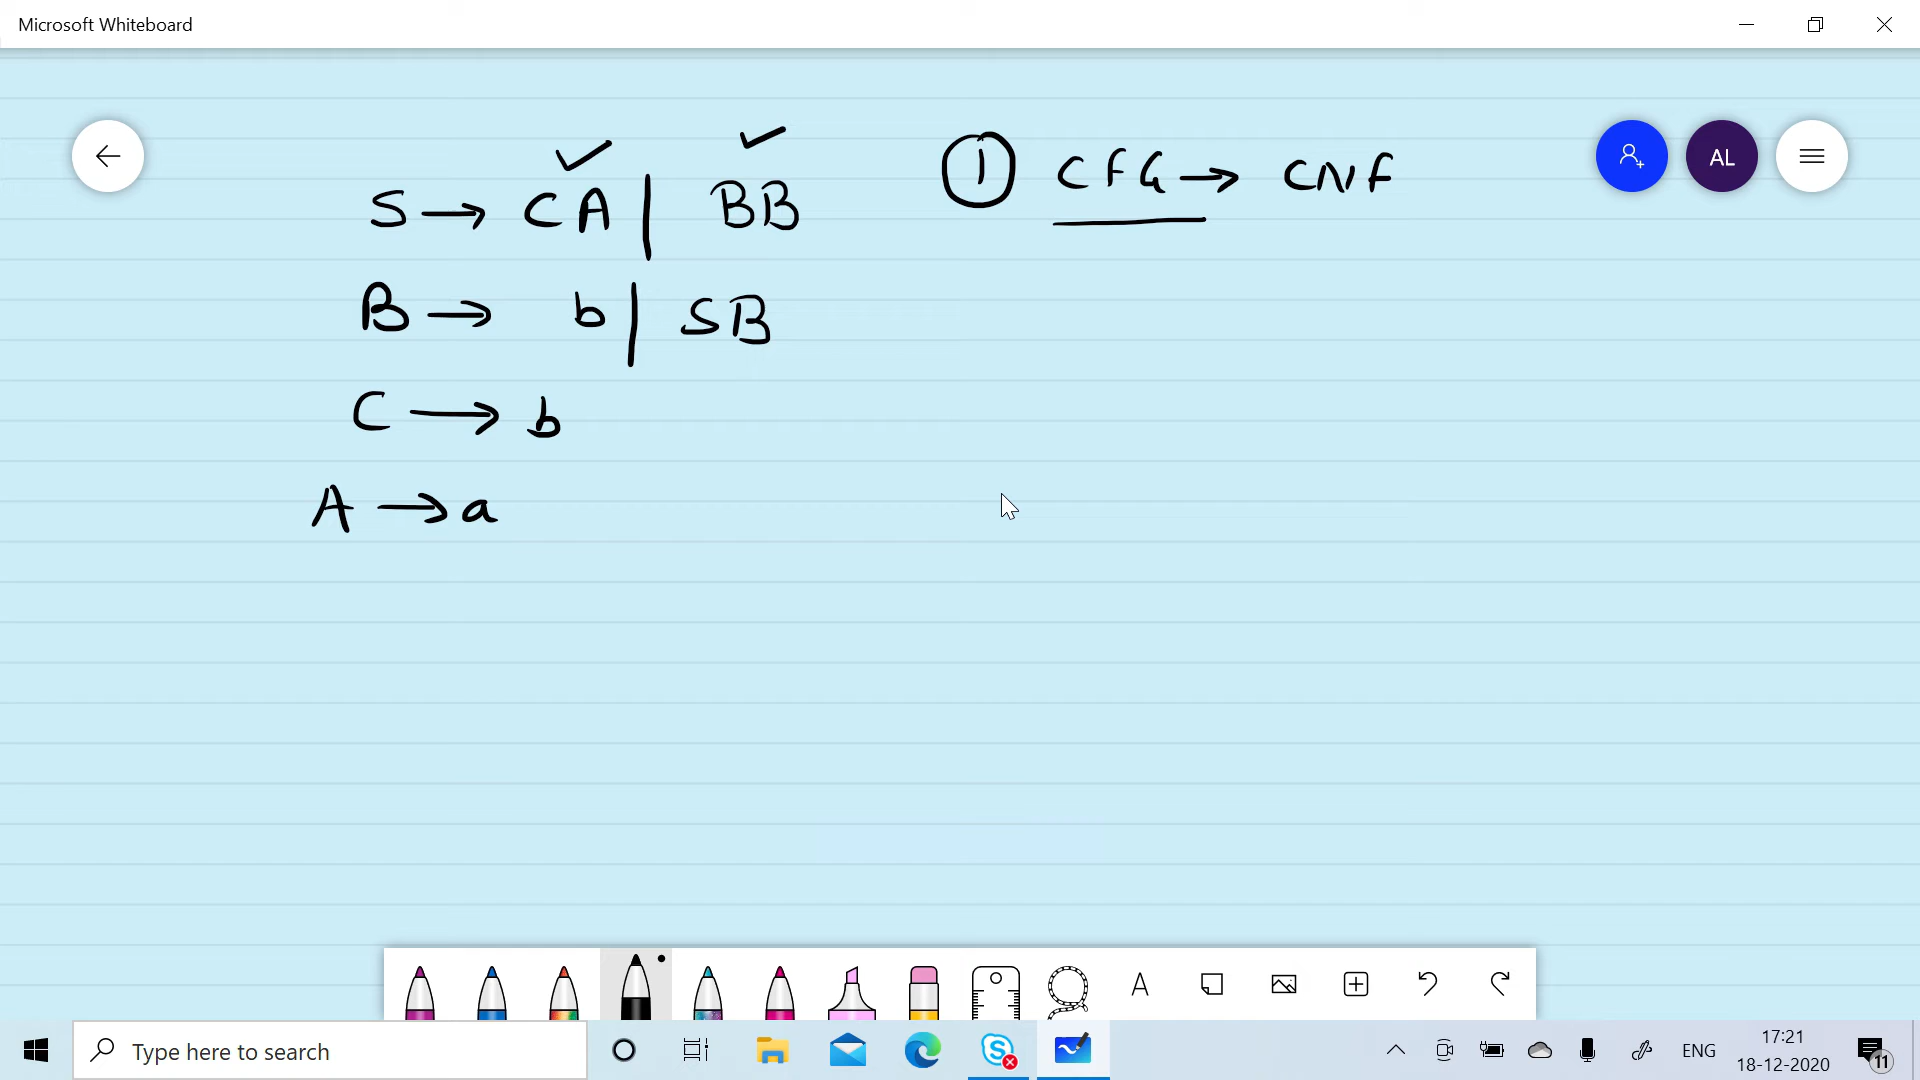 Microsoft Whiteboard
S → CA | BB
① CFG → CNF
AL
B → b | SB
C → b
A → a
A
Type here to search
ENG
17:21
18-12-2020
11